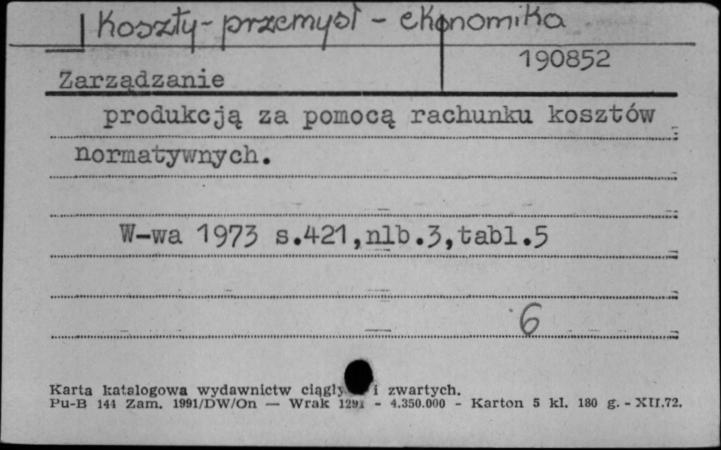 Koszty - przemysł - ekonomika
190852
Zarządzanie
produkcją za pomocą rachunku kosztów
normatywnych.
W-wa 1973 s.421,nlb.3,tabl.5
6
Karta katalogowa wydawnictw i zwartych.
Pu-B 144 Zam. 1991/DW/On — Wrak - 4.350.000 - Karton 5 kl. 180 g. - XII.72.